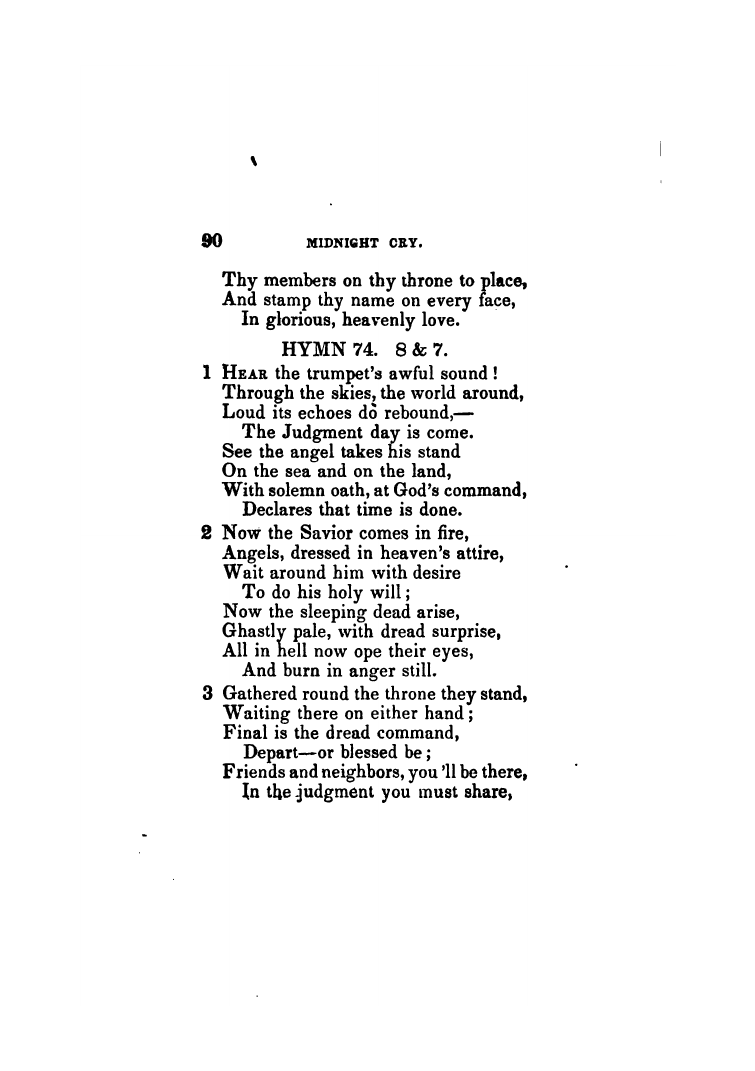 90 MIDNIGHT CRY.
Thy members on thy throne to place,
And stamp thy name on every face,
In glorious, heavenly love.
HYMN 74. 8 & 7.
1 HEAR the trumpet's awful sound !
Through the skies, the world around,
Loud its echoes do rebound,—
The Judgment day is come.
See the angel takes his stand
On the sea and on the land,
With solemn oath, at God's command,
Declares that time is done.
2 Now the Savior comes in fire,
Angels, dressed in heaven's attire,
Wait around him with desire
To do his holy will ;
Now the sleeping dead arise,
Ghastly pale, with dread surprise,
All in hell now ope their eyes,
And burn in anger still.
3 Gathered round the throne they stand,
Waiting there on either hand ;
Final is the dread command,
Depart—or blessed be ;
Friends and neighbors, you 'll be there,
In the judgment you must share,